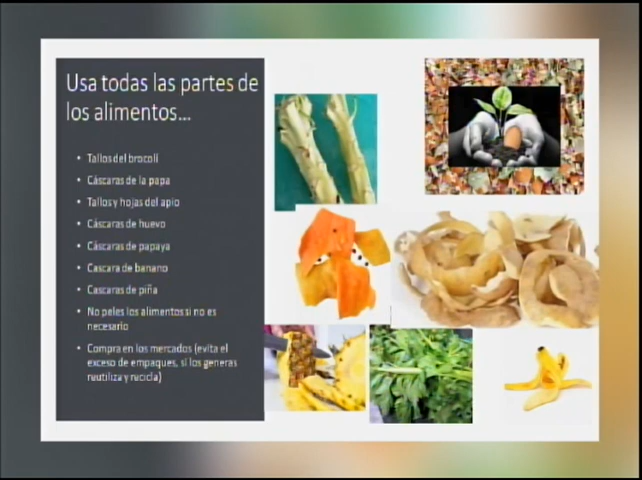 Usa todas las partes de
los alimentos...
• Tallos del brocolí
• Cáscaras de la papa
• Tallos y hojas del apio
• Cáscaras de huevo
• Cáscaras de papaya
• Cascara de banano
• Cascaras de piña
• No peles los alimentos si no es
necesario
• Compra en los mercados (evita el
exceso de empaques, si los generas
reutiliza y recicla)